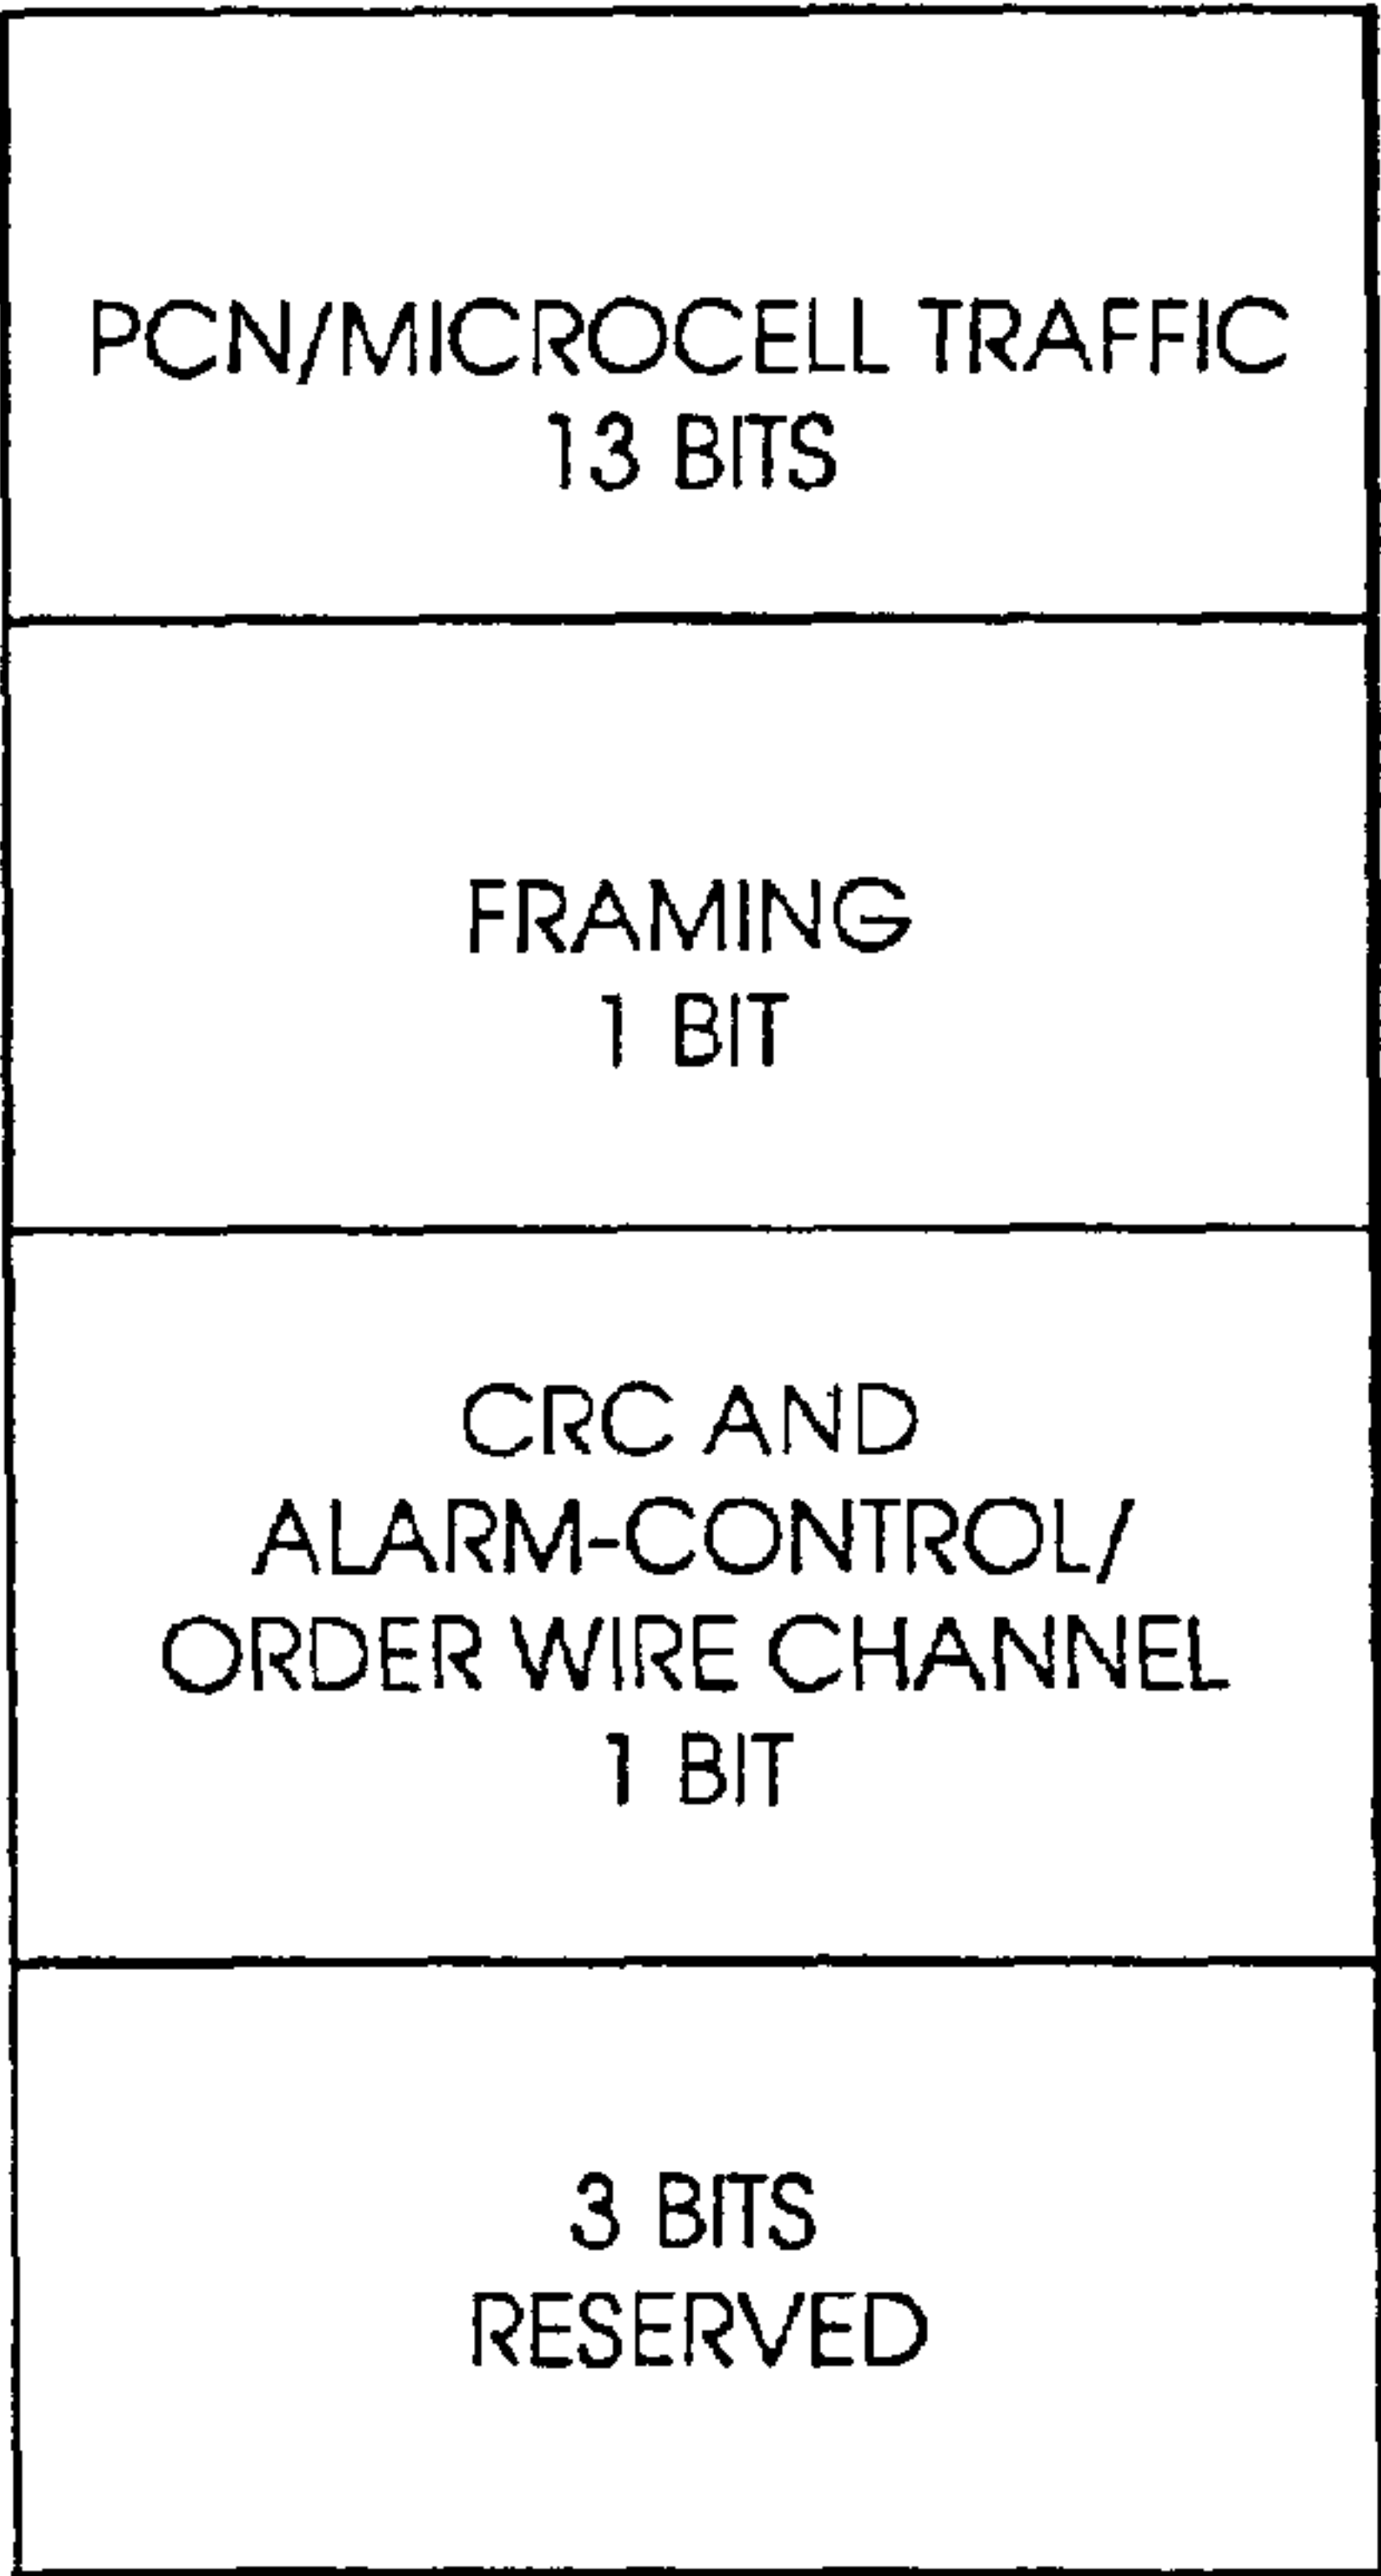 PCN/MICROCELL TRAFFIC
13 BITS
FRAMING
1 BIT
CRC AND
ALARM-CONTROL/
ORDER WIRE CHANNEL
1 BIT
3 BITS
RESERVED